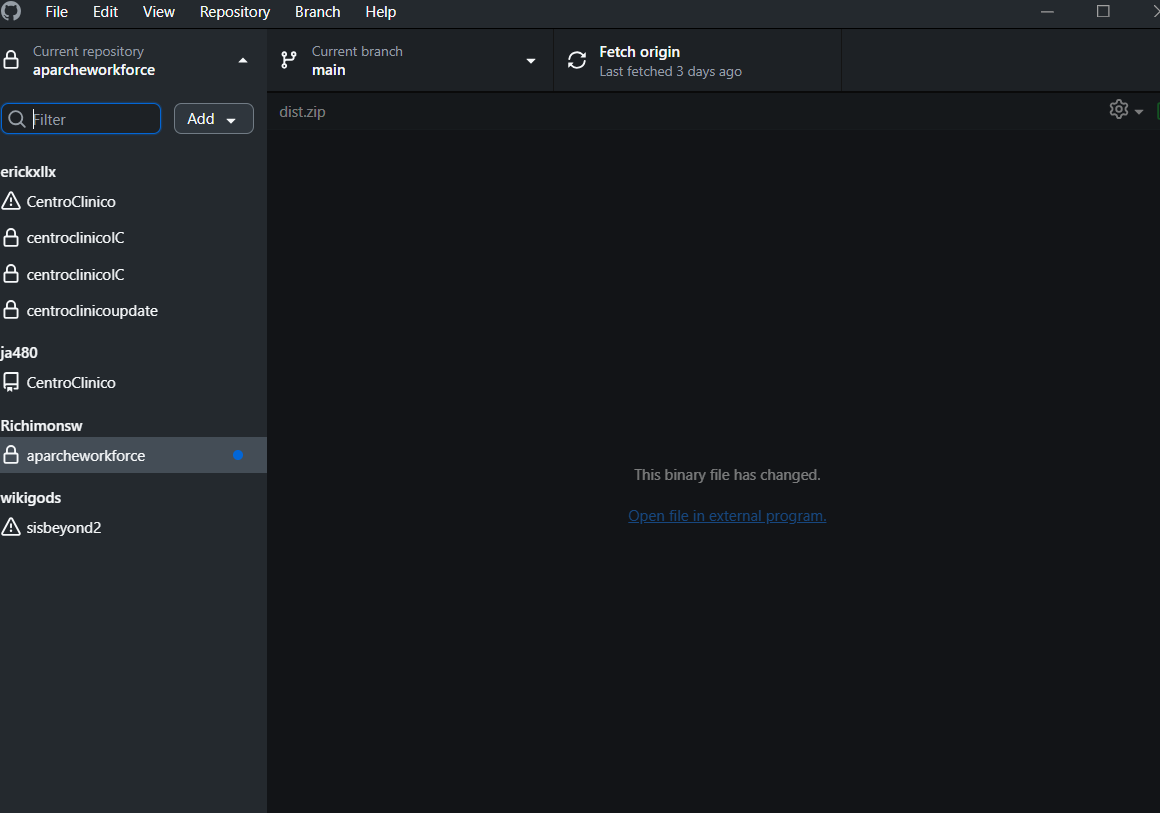 File Edit View Repository Branch Help
Current repository
aparcheworkforce
Current branch
main
Fetch origin
Last fetched 3 days ago
Filter
Add
dist.zip
erickxllx
CentroClinico
centroclinicoIC
centroclinicoIC
centroclinicoupdate
ja480
CentroClinico
Richimonsw
aparcheworkforce
wikigods
sisbeyond2
This binary file has changed.
Open file in external program.